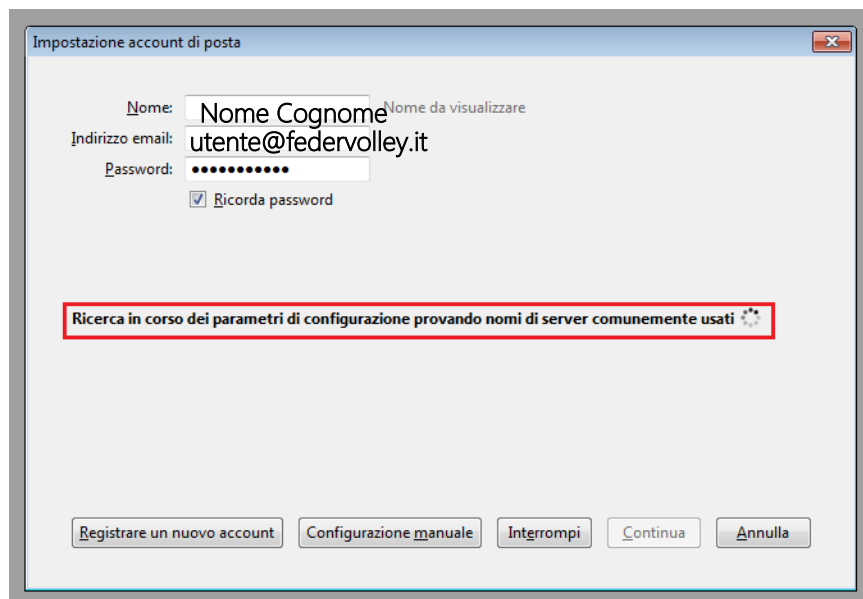 Impostazione account di posta
Nome: Nome Cognome Nome da visualizzare
Indirizzo email: utente@federvolley.it
Password: •••••••••••
Ricorda password
Ricerca in corso dei parametri di configurazione provando nomi di server comunemente usati
Registrare un nuovo account Configurazione manuale Interrompi Continua Annulla